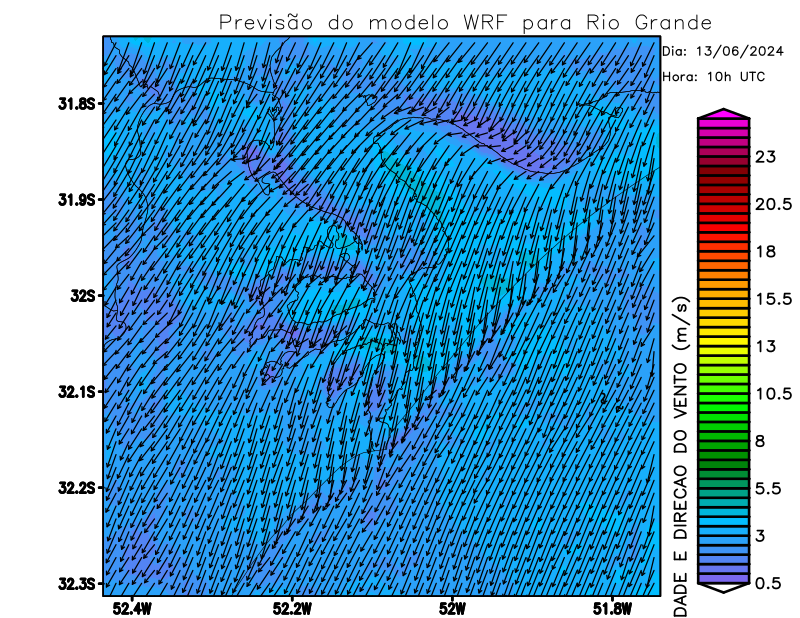 Previsão do modelo WRF para Rio Grande
Dia: 13/06/2024
Hora: 10h UTC
31.8S
31.9S
32S
32.1S
32.2S
32.3S
52.4W
52.2W
52W
51.8W
23
20.5
18
15.5
13
10.5
8
5.5
3
0.5
DADE E DIRECAO DO VENTO (m/s)